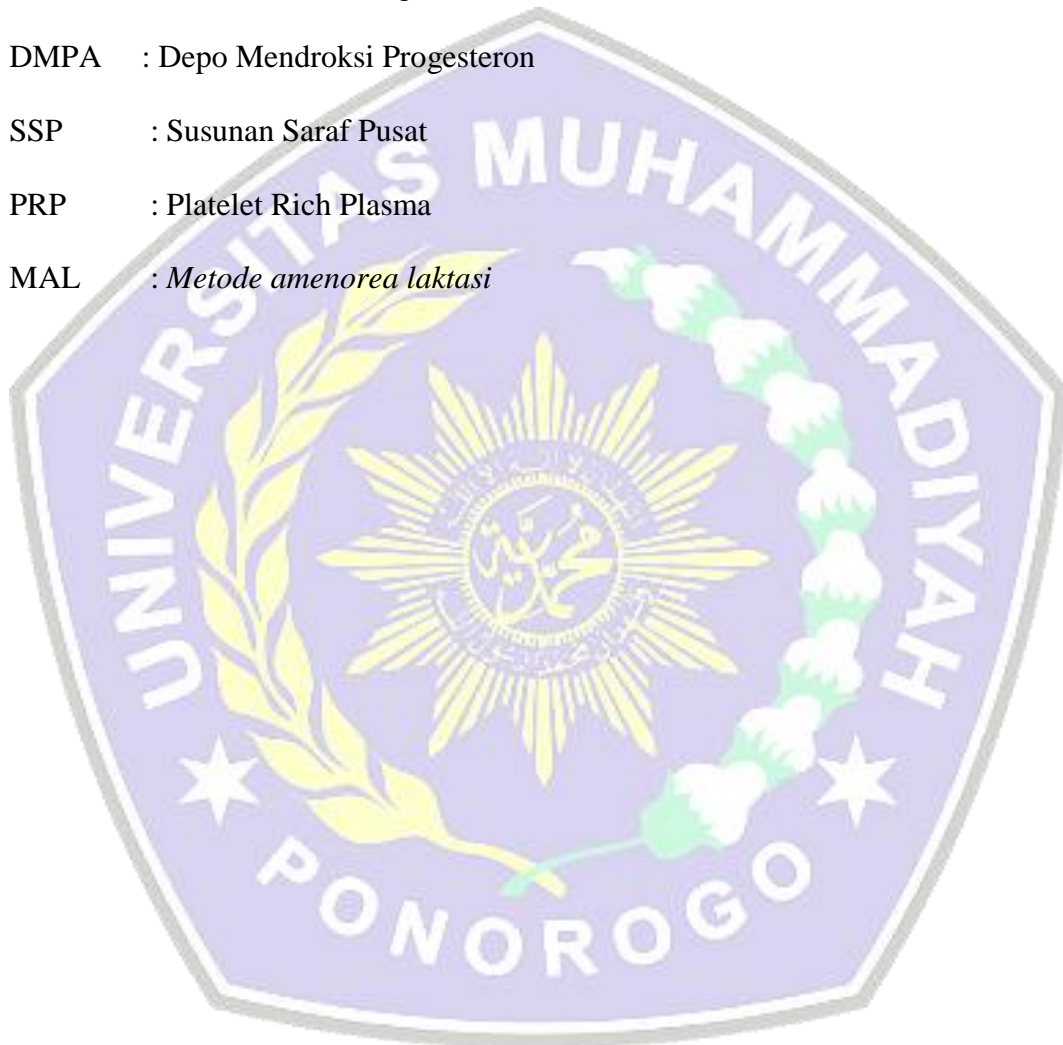 DMPA : Depo Mendroksi Progesteron
SSP : Susunan Saraf Pusat
PRP : Platelet Rich Plasma
MAL : Metode amenorea laktasi
UNIVERSITAS MUHAMMADIYAH
PONOROGO